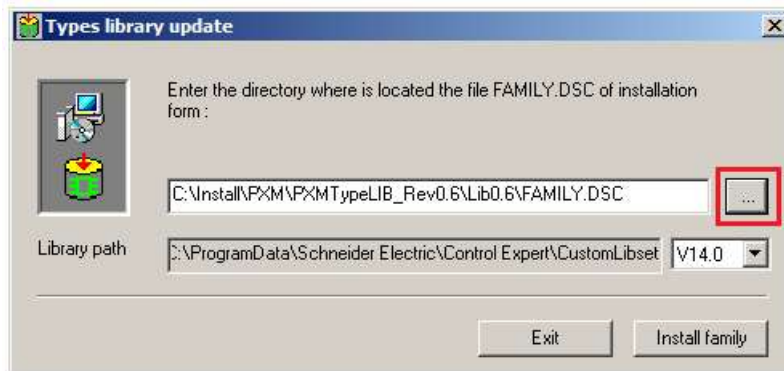 Types library update
Enter the directory where is located the file FAMILY.DSC of installation
form :
C:\Install\PXM\PXMTypeLIB_Rev0.6\Lib0.6\FAMILY.DSC
...
Library path
C:\ProgramData\Schneider Electric\Control Expert\CustomLibset
V14.0
Exit
Install family